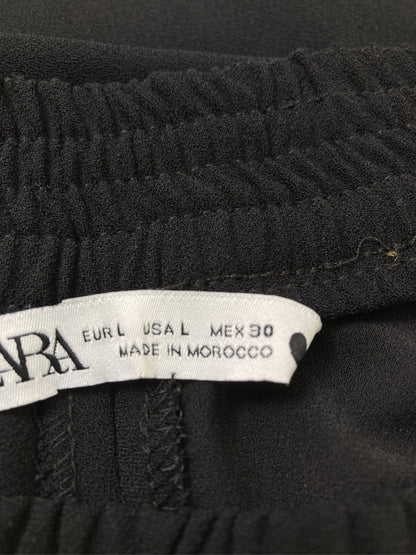 ZARA
EUR L USA L MEX 30
MADE IN MOROCCO